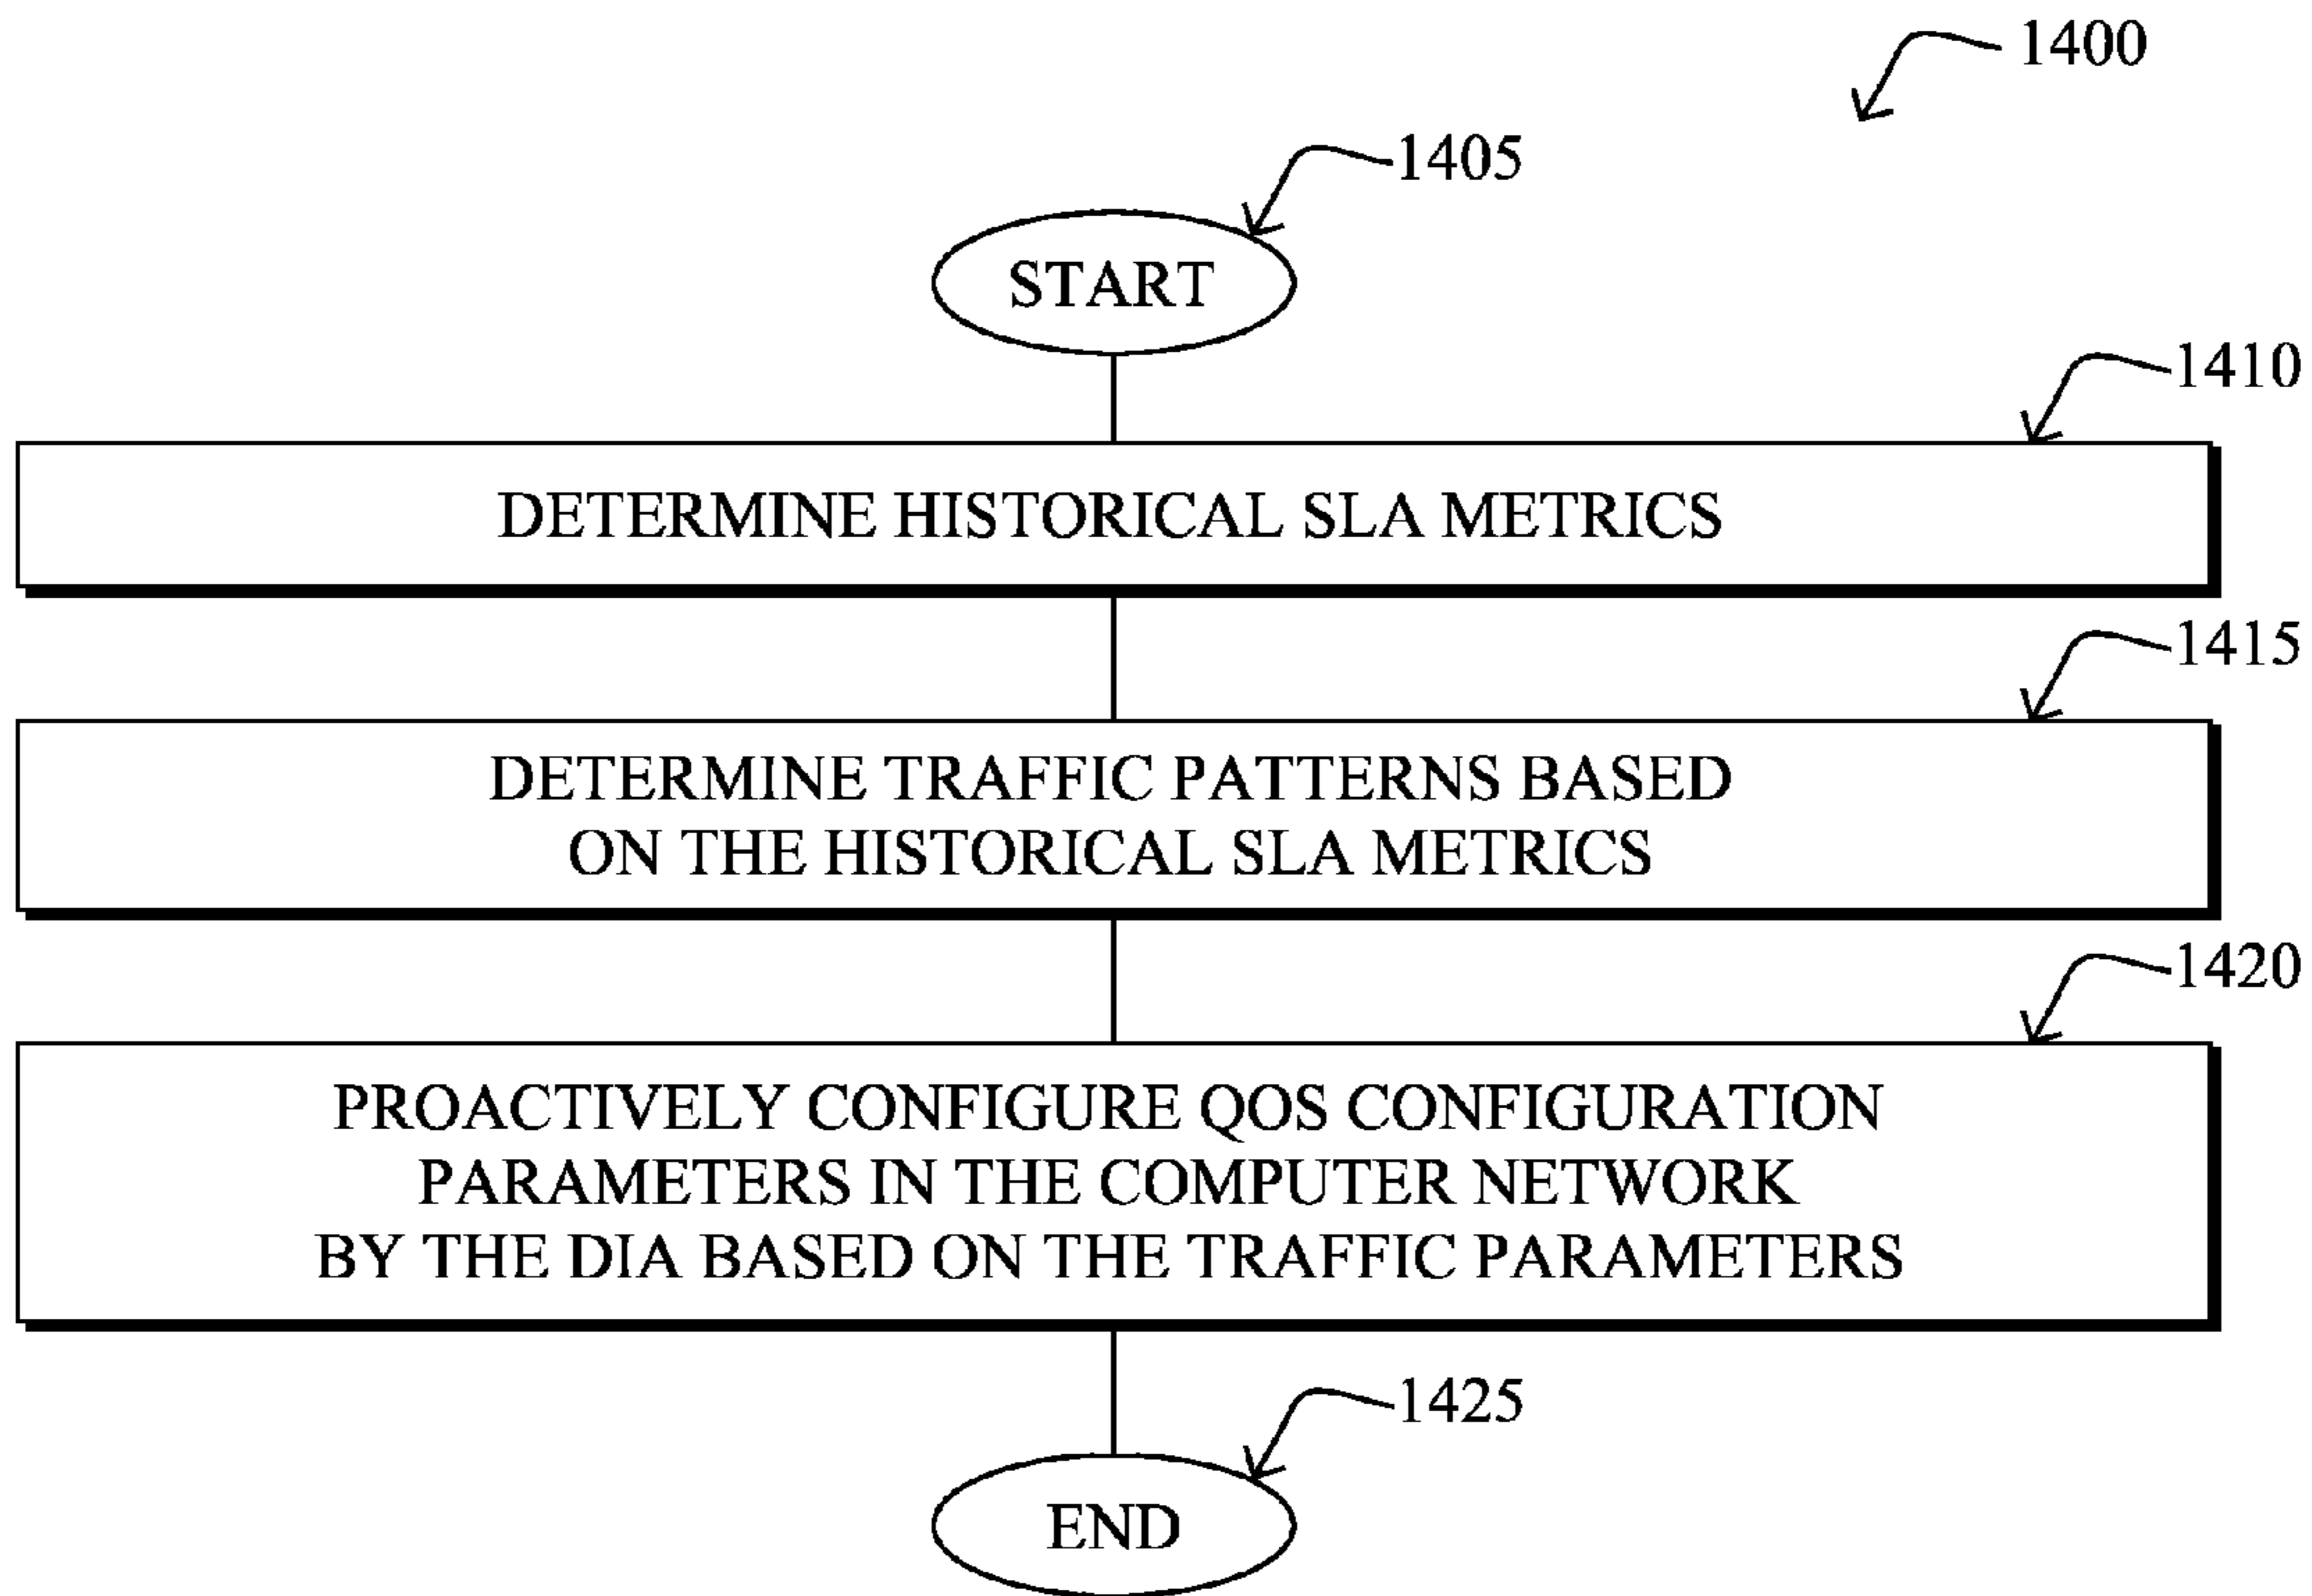 1400
1405
START
1410
DETERMINE HISTORICAL SLA METRICS
1415
DETERMINE TRAFFIC PATTERNS BASED
ON THE HISTORICAL SLA METRICS
1420
PROACTIVELY CONFIGURE QOS CONFIGURATION
PARAMETERS IN THE COMPUTER NETWORK
BY THE DIA BASED ON THE TRAFFIC PARAMETERS
1425
END